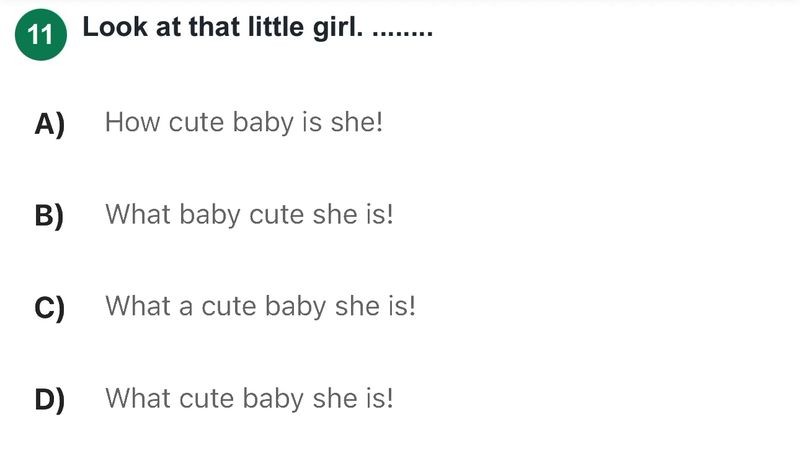 11 Look at that little girl. ........
A) How cute baby is she!
B) What baby cute she is!
C) What a cute baby she is!
D) What cute baby she is!